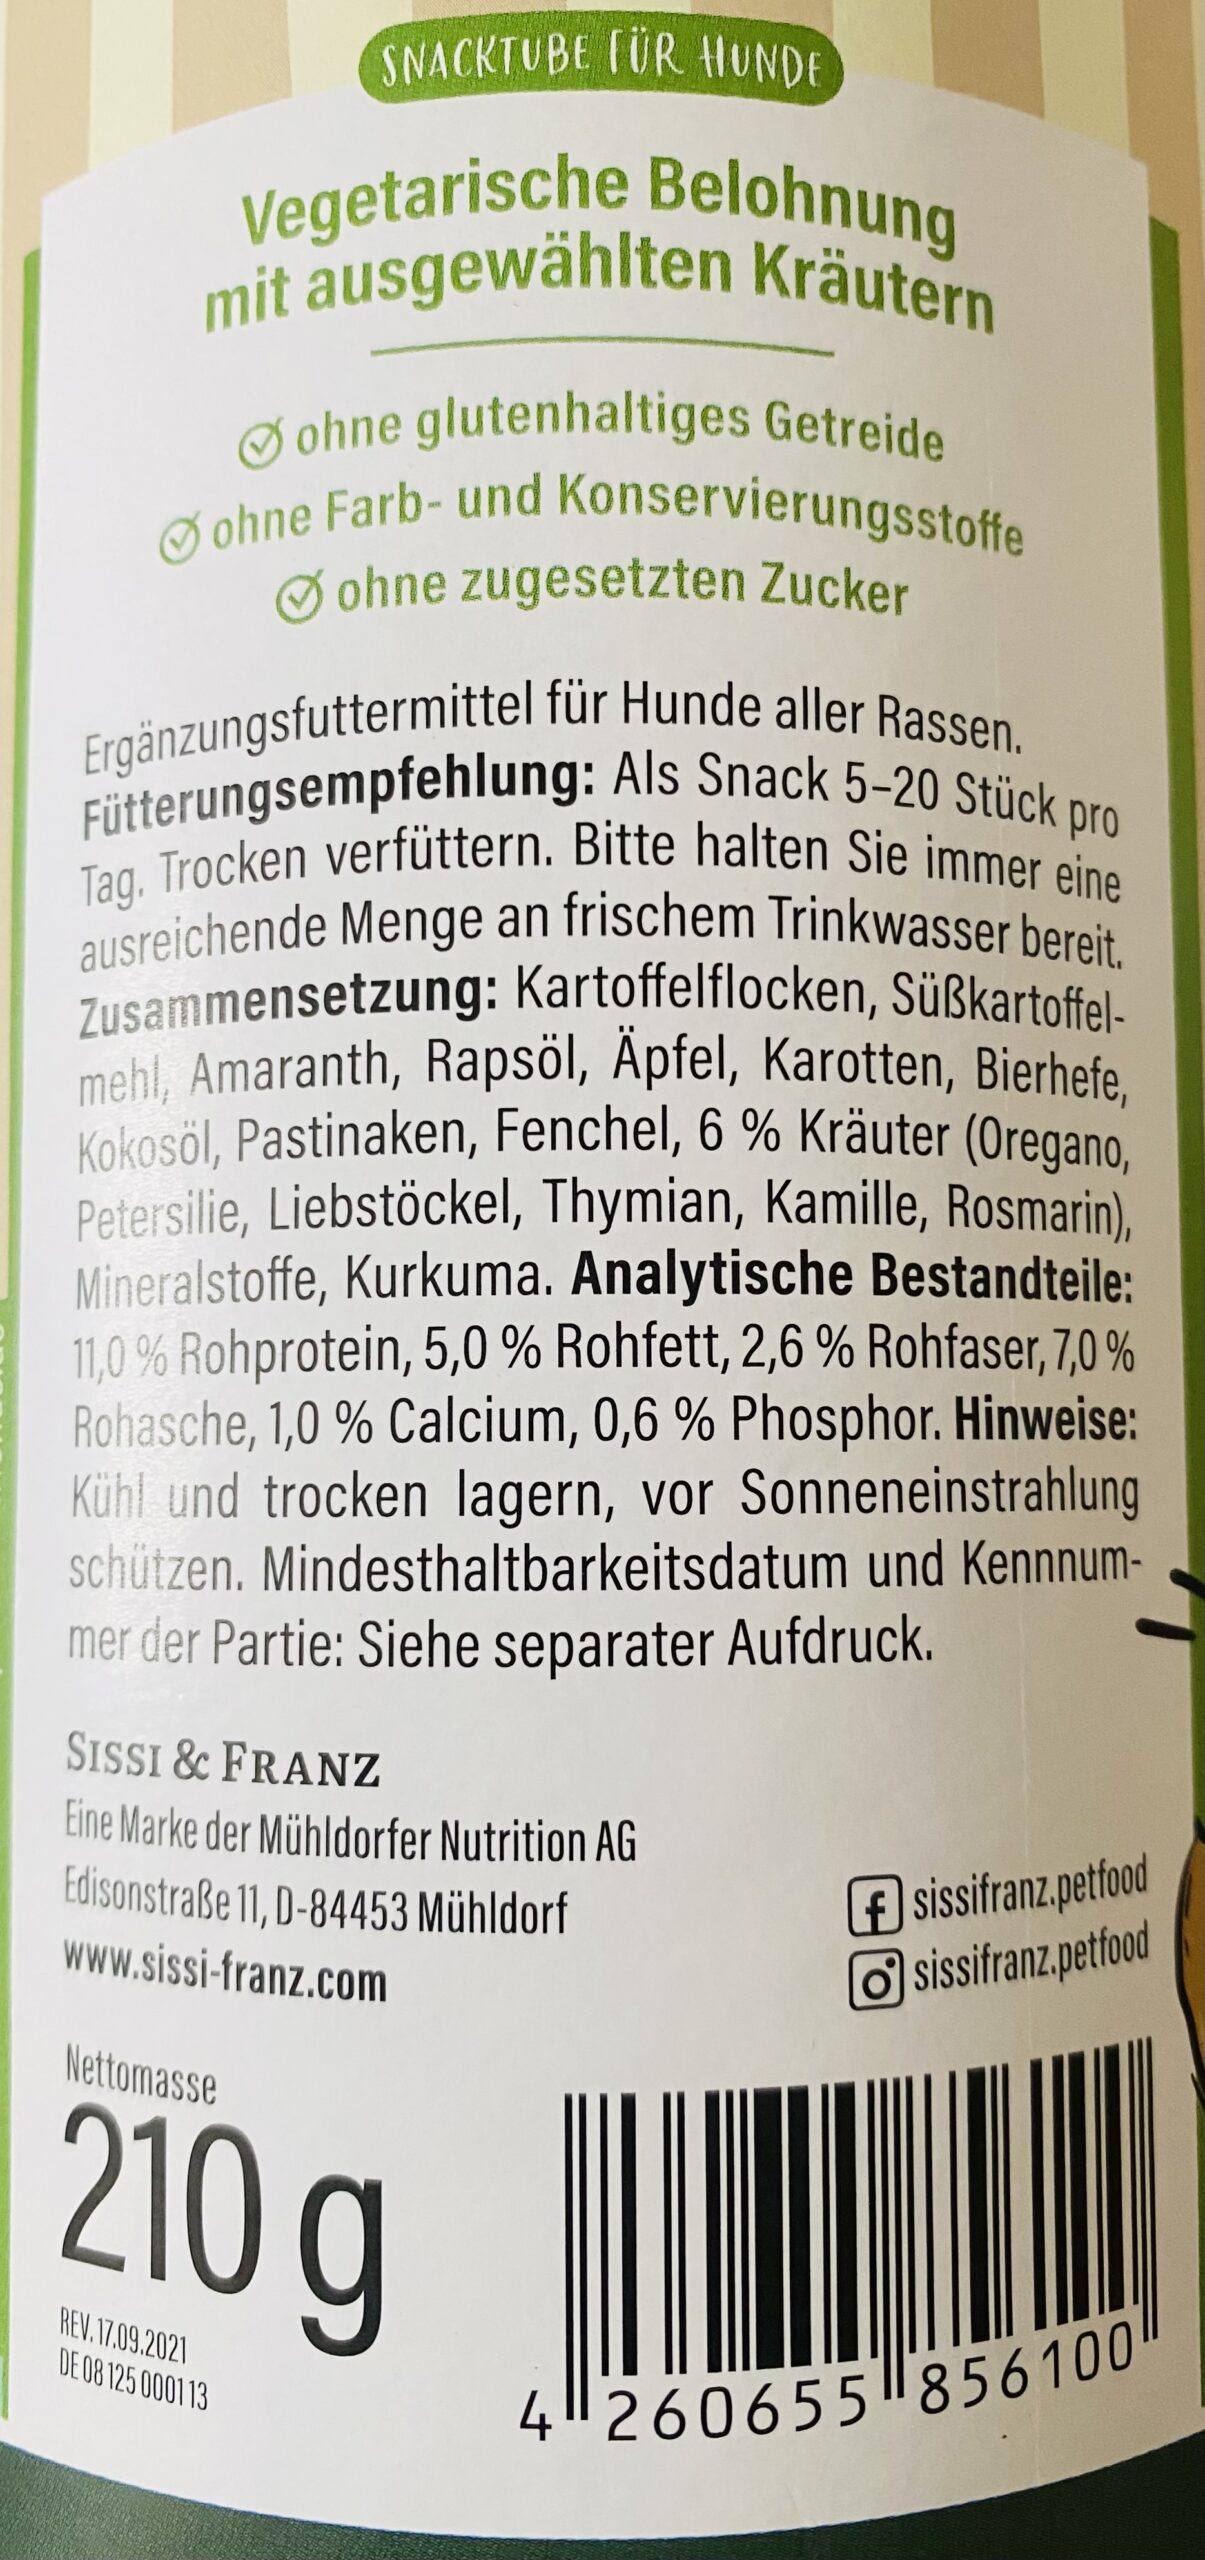 SNACKTUBE FÜR HUNDE
Vegetarische Belohnung
mit ausgewählten Kräutern
ohne glutenhaltiges Getreide
ohne Farb- und Konservierungsstoffe
ohne zugesetzten Zucker
Ergänzungsfuttermittel für Hunde aller Rassen.
Fütterungsempfehlung: Als Snack 5–20 Stück pro
Tag. Trocken verfüttern. Bitte halten Sie immer eine
ausreichende Menge an frischem Trinkwasser bereit.
Zusammensetzung: Kartoffelflocken, Süßkartoffel-
mehl, Amaranth, Rapsöl, Äpfel, Karotten, Bierhefe,
Kokosöl, Pastinaken, Fenchel, 6 % Kräuter (Oregano,
Petersilie, Liebstöckel, Thymian, Kamille, Rosmarin),
Mineralstoffe, Kurkuma. Analytische Bestandteile:
11,0 % Rohprotein, 5,0 % Rohfett, 2,6 % Rohfaser, 7,0 %
Rohasche, 1,0 % Calcium, 0,6 % Phosphor. Hinweise:
Kühl und trocken lagern, vor Sonneneinstrahlung
schützen. Mindesthaltbarkeitsdatum und Kennnum-
mer der Partie: Siehe separater Aufdruck.
SISSI & FRANZ
Eine Marke der Mühldorfer Nutrition AG
Edisonstraße 11, D-84453 Mühldorf
www.sissi-franz.com
sissifranz.petfood
sissifranz.petfood
Nettomasse
210 g
REV. 17.09.2021
DE 08 125 000113
4 260655 856100